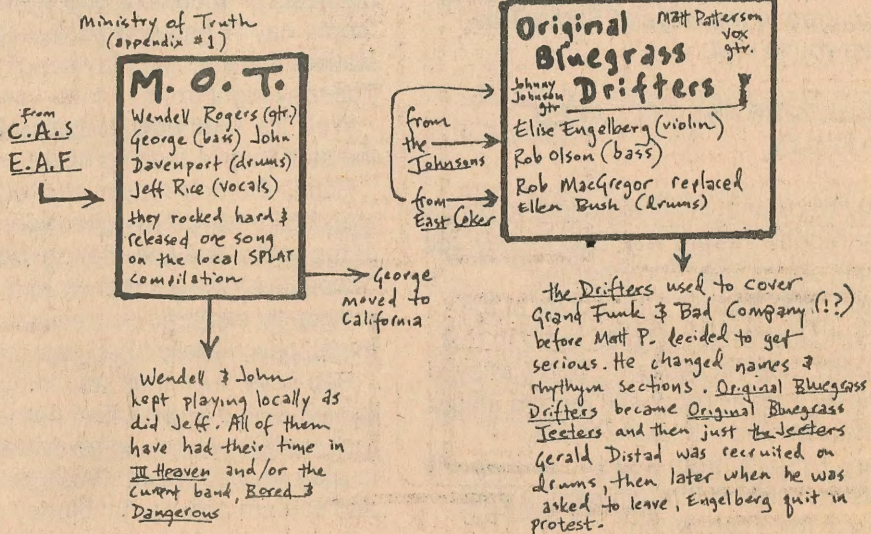 Ministry of Truth
(appendix #1)
M. O. T.
Wendell Rogers (gtr.)
George (bass) John
Davenport (drums)
Jeff Rice (vocals)
they rocked hard &
released one song
on the local SPLAT
compilation
from
C.A.S
E.A.F
George
moved to
California
Wendell & John
kept playing locally as
did Jeff. All of them
have had their time in
III Heaven and/or the
current band, Bored &
Dangerous
Original
Bluegrass
Drifters
Matt Patterson
vox
gtr.
Johnny
Johnson
gtr
Elise Engelberg (violin)
Rob Olson (bass)
Rob MacGregor replaced
Ellen Bush (drums)
from
the
Johnsons
from
East Coker
the Drifters used to cover
Grand Funk & Bad Company (!?)
before Matt P. decided to get
serious. He changed names &
rhythym sections. Original Bluegrass
Drifters became Original Bluegrass
Jeeters and then just the Jeeters
Gerald Distad was recruited on
drums, then later when he was
asked to leave, Engelberg quit in
protest.